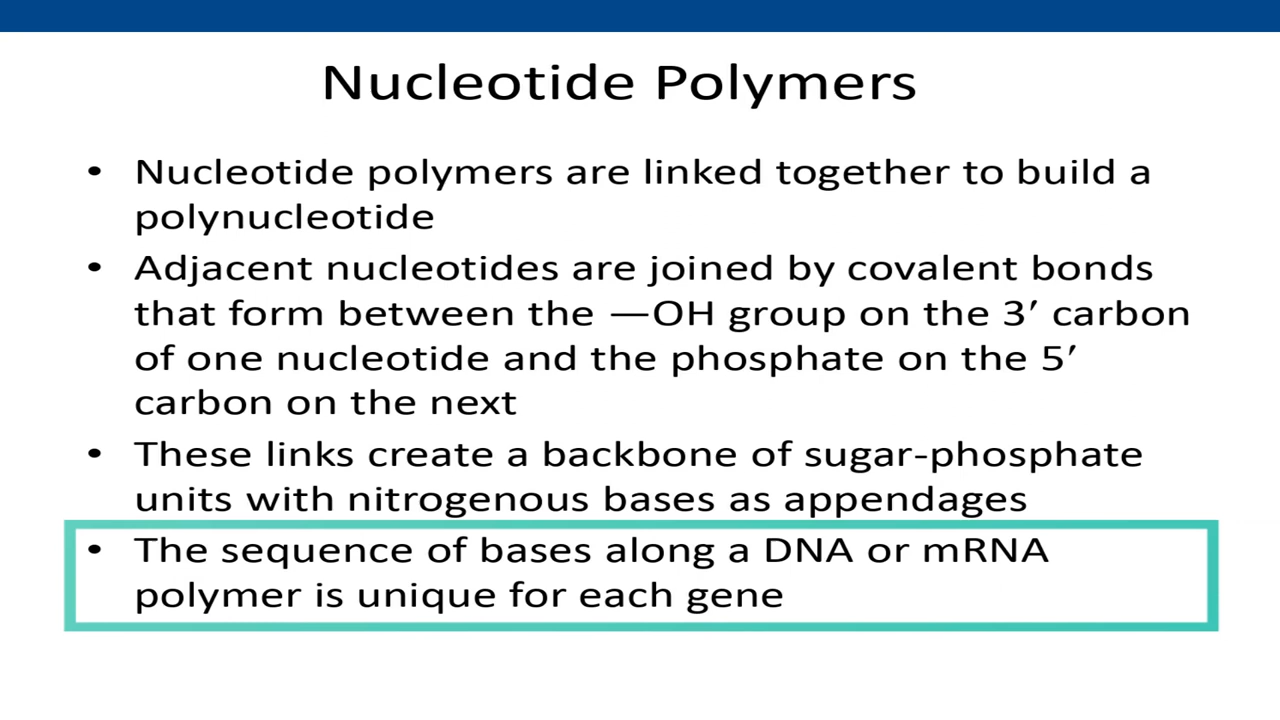 Nucleotide Polymers
• Nucleotide polymers are linked together to build a
polynucleotide
• Adjacent nucleotides are joined by covalent bonds
that form between the —OH group on the 3′ carbon
of one nucleotide and the phosphate on the 5′
carbon on the next
• These links create a backbone of sugar-phosphate
units with nitrogenous bases as appendages
• The sequence of bases along a DNA or mRNA
polymer is unique for each gene